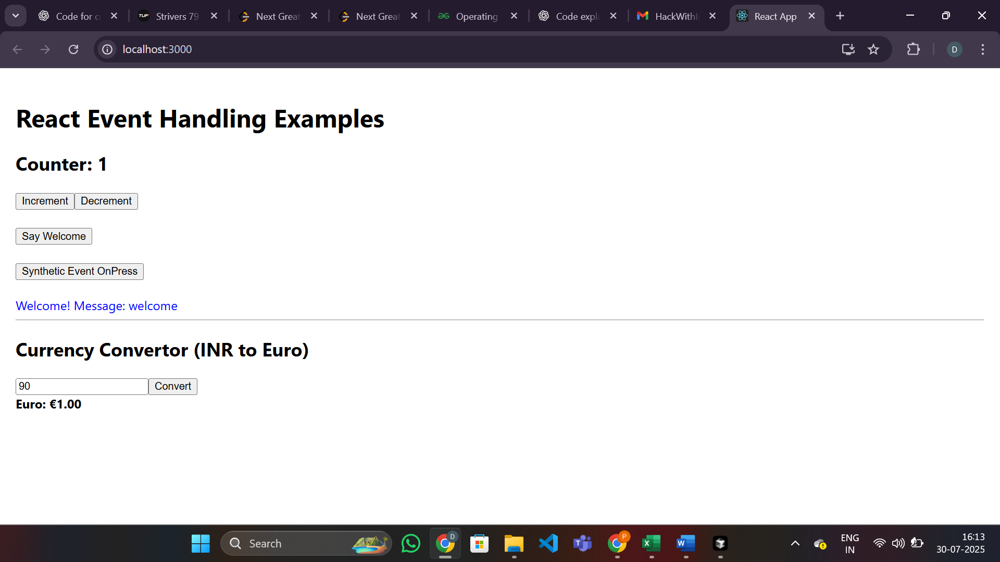 Code for c
TUF
Strivers 79
Next Great
Next Great
Operating
Code expla
HackWithI
React App
localhost:3000
D
React Event Handling Examples
Counter: 1
Increment Decrement
Say Welcome
Synthetic Event OnPress
Welcome! Message: welcome
Currency Convertor (INR to Euro)
90 Convert
Euro: €1.00
Search
D
P
ENG
IN
16:13
30-07-2025